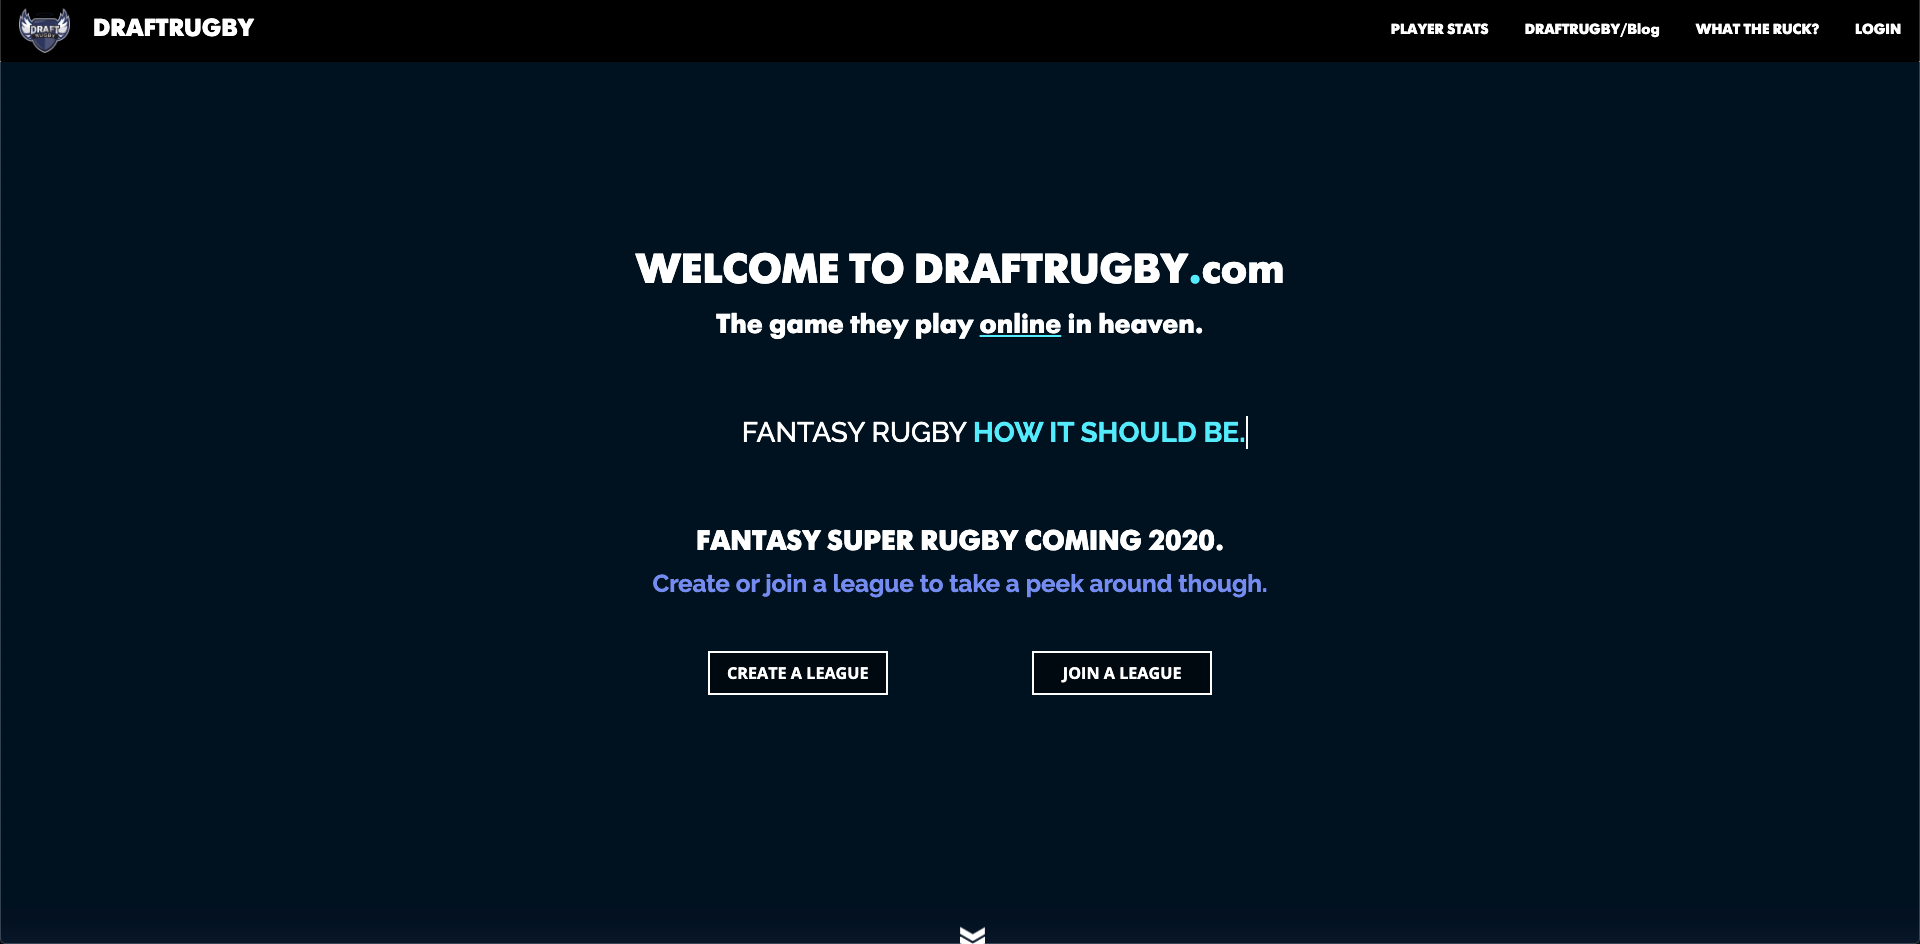 DRAFT
RUGBY
DRAFTRUGBY
PLAYER STATS
DRAFTRUGBY/Blog
WHAT THE RUCK?
LOGIN
WELCOME TO DRAFTRUGBY.com
The game they play online in heaven.
FANTASY RUGBY HOW IT SHOULD BE.
FANTASY SUPER RUGBY COMING 2020.
Create or join a league to take a peek around though.
CREATE A LEAGUE
JOIN A LEAGUE